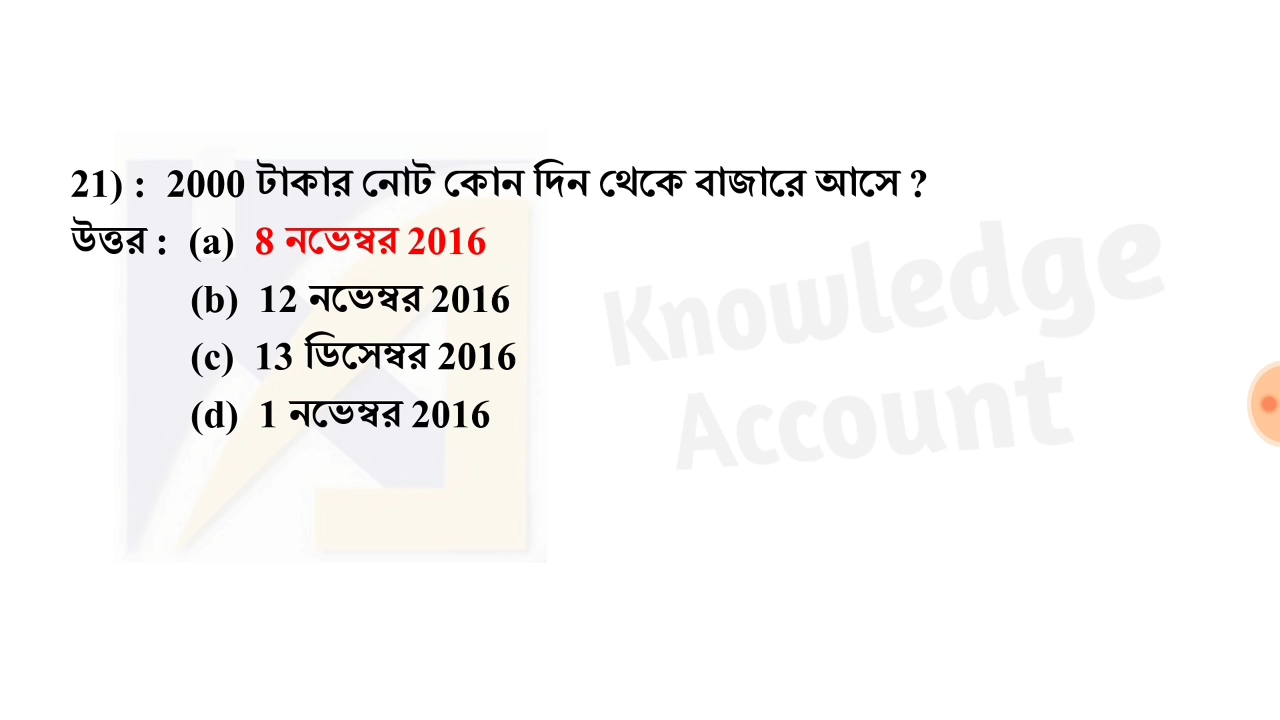 21) : 2000 টাকার নোট কোন দিন থেকে বাজারে আসে ?
উত্তর : (a) 8 নভেম্বর 2016
(b) 12 নভেম্বর 2016
(c) 13 ডিসেম্বর 2016
(d) 1 নভেম্বর 2016
Knowledge
Account